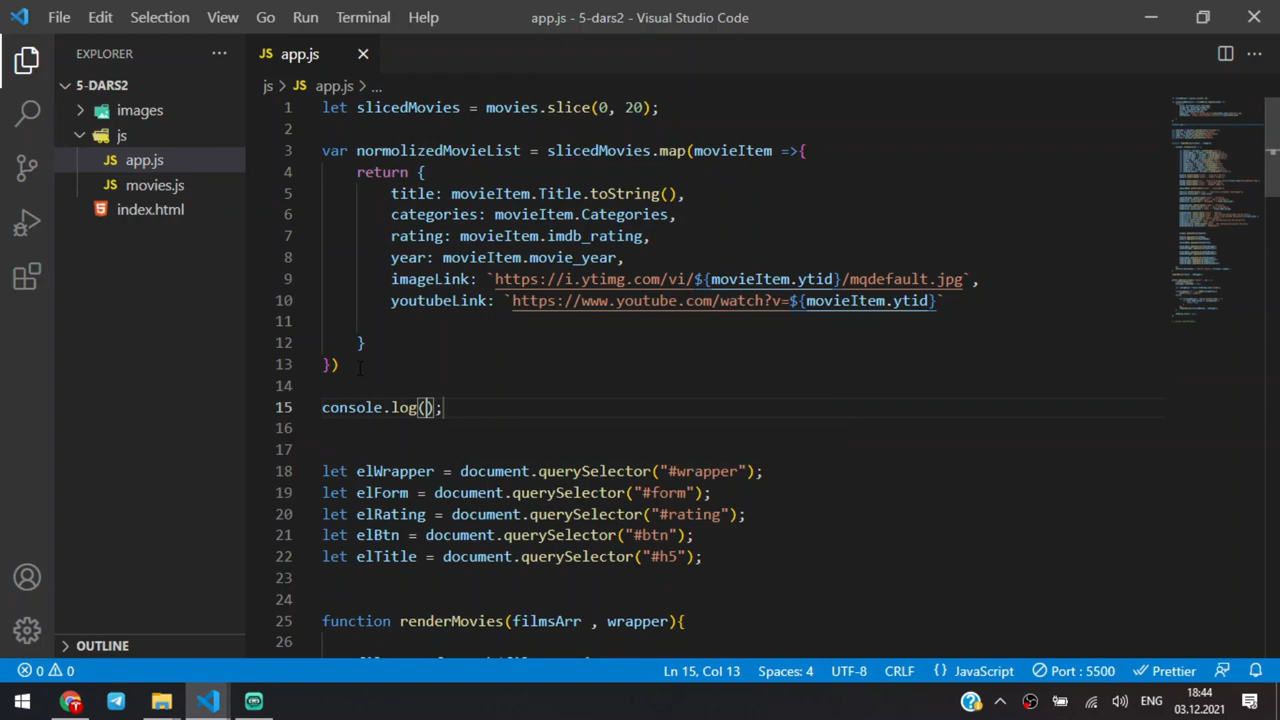 File Edit Selection View Go Run Terminal Help app.js - 5-dars2 - Visual Studio Code
EXPLORER
5-DARS2
images
js
JS app.js
JS movies.js
index.html
OUTLINE
JS app.js
js > JS app.js > ...
1 let slicedMovies = movies.slice(0, 20);
2
3 var normolizedMovieList = slicedMovies.map(movieItem =>{
4 return {
5 title: movieItem.Title.toString(),
6 categories: movieItem.Categories,
7 rating: movieItem.imdb_rating,
8 year: movieItem.movie_year,
9 imageLink: `https://i.ytimg.com/vi/${movieItem.ytid}/mqdefault.jpg`,
10 youtubeLink: `https://www.youtube.com/watch?v=${movieItem.ytid}`
11
12 }
13 })
14
15 console.log();
16
17
18 let elWrapper = document.querySelector("#wrapper");
19 let elForm = document.querySelector("#form");
20 let elRating = document.querySelector("#rating");
21 let elBtn = document.querySelector("#btn");
22 let elTitle = document.querySelector("#h5");
23
24
25 function renderMovies(filmsArr , wrapper){
26
0 0 Ln 15, Col 13 Spaces: 4 UTF-8 CRLF {} JavaScript Port : 5500 Prettier
ENG 18:44
03.12.2021